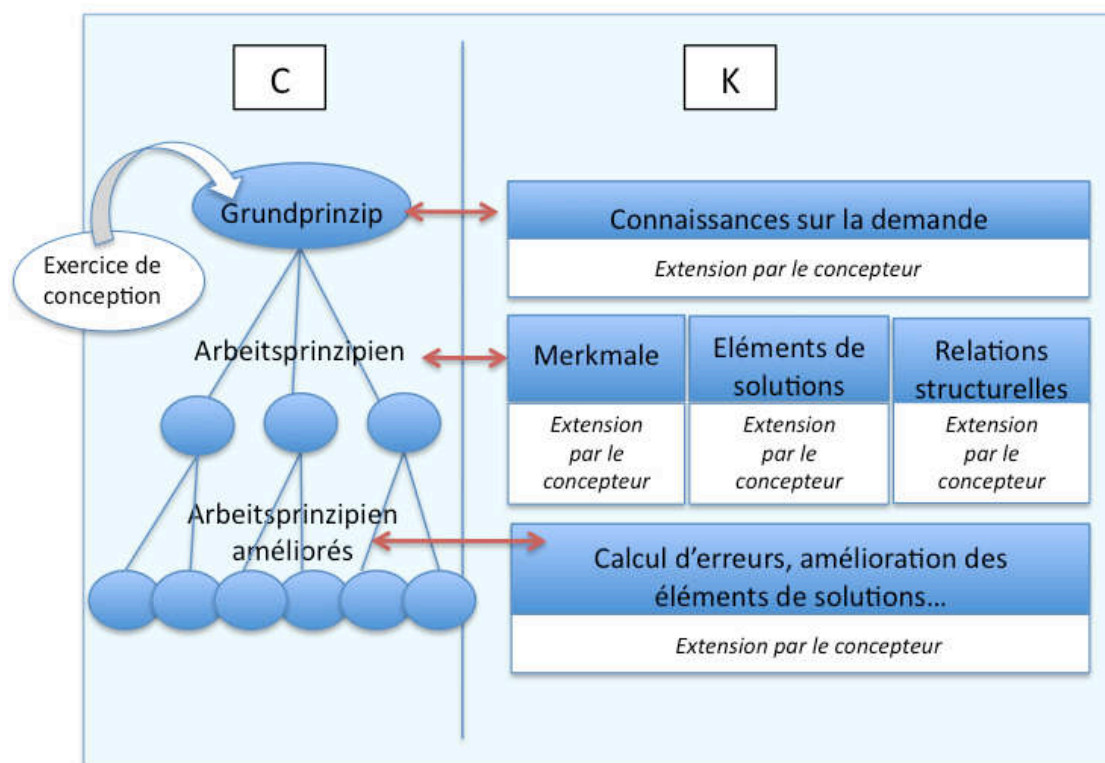 C
K
Grundprinzip
Exercice de
conception
Connaissances sur la demande
Extension par le concepteur
Arbeitsprinzipien
Merkmale
Extension
par le
concepteur
Eléments de
solutions
Extension
par le
concepteur
Relations
structurelles
Extension
par le
concepteur
Arbeitsprinzipien
améliorés
Calcul d’erreurs, amélioration des
éléments de solutions…
Extension par le concepteur